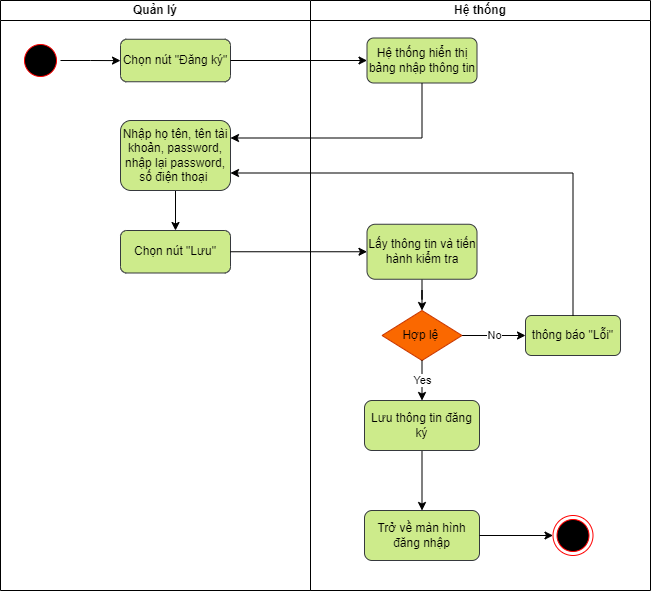 Quản lý
Hệ thống
Chọn nút "Đăng ký"
Hệ thống hiển thị
bảng nhập thông tin
Nhập họ tên, tên tài
khoản, password,
nhập lại password,
số điện thoại
Chọn nút "Lưu"
Lấy thông tin và tiến
hành kiểm tra
Hợp lệ
No
thông báo "Lỗi"
Yes
Lưu thông tin đăng
ký
Trở về màn hình
đăng nhập